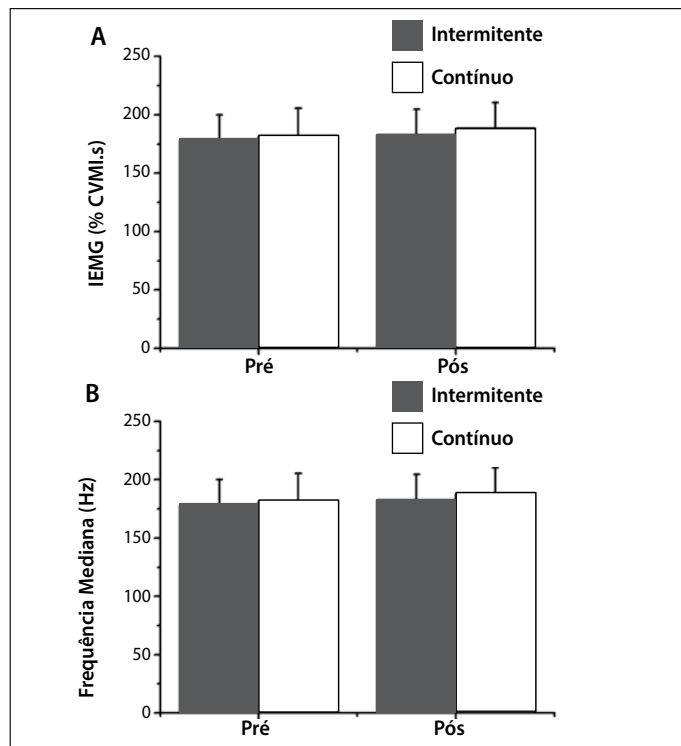 A
Intermitente
Contínuo
IEMG (% CVMI.s)
250
200
150
100
50
0
Pré Pós
B
Intermitente
Contínuo
Frequência Mediana (Hz)
250
200
150
100
50
0
Pré Pós